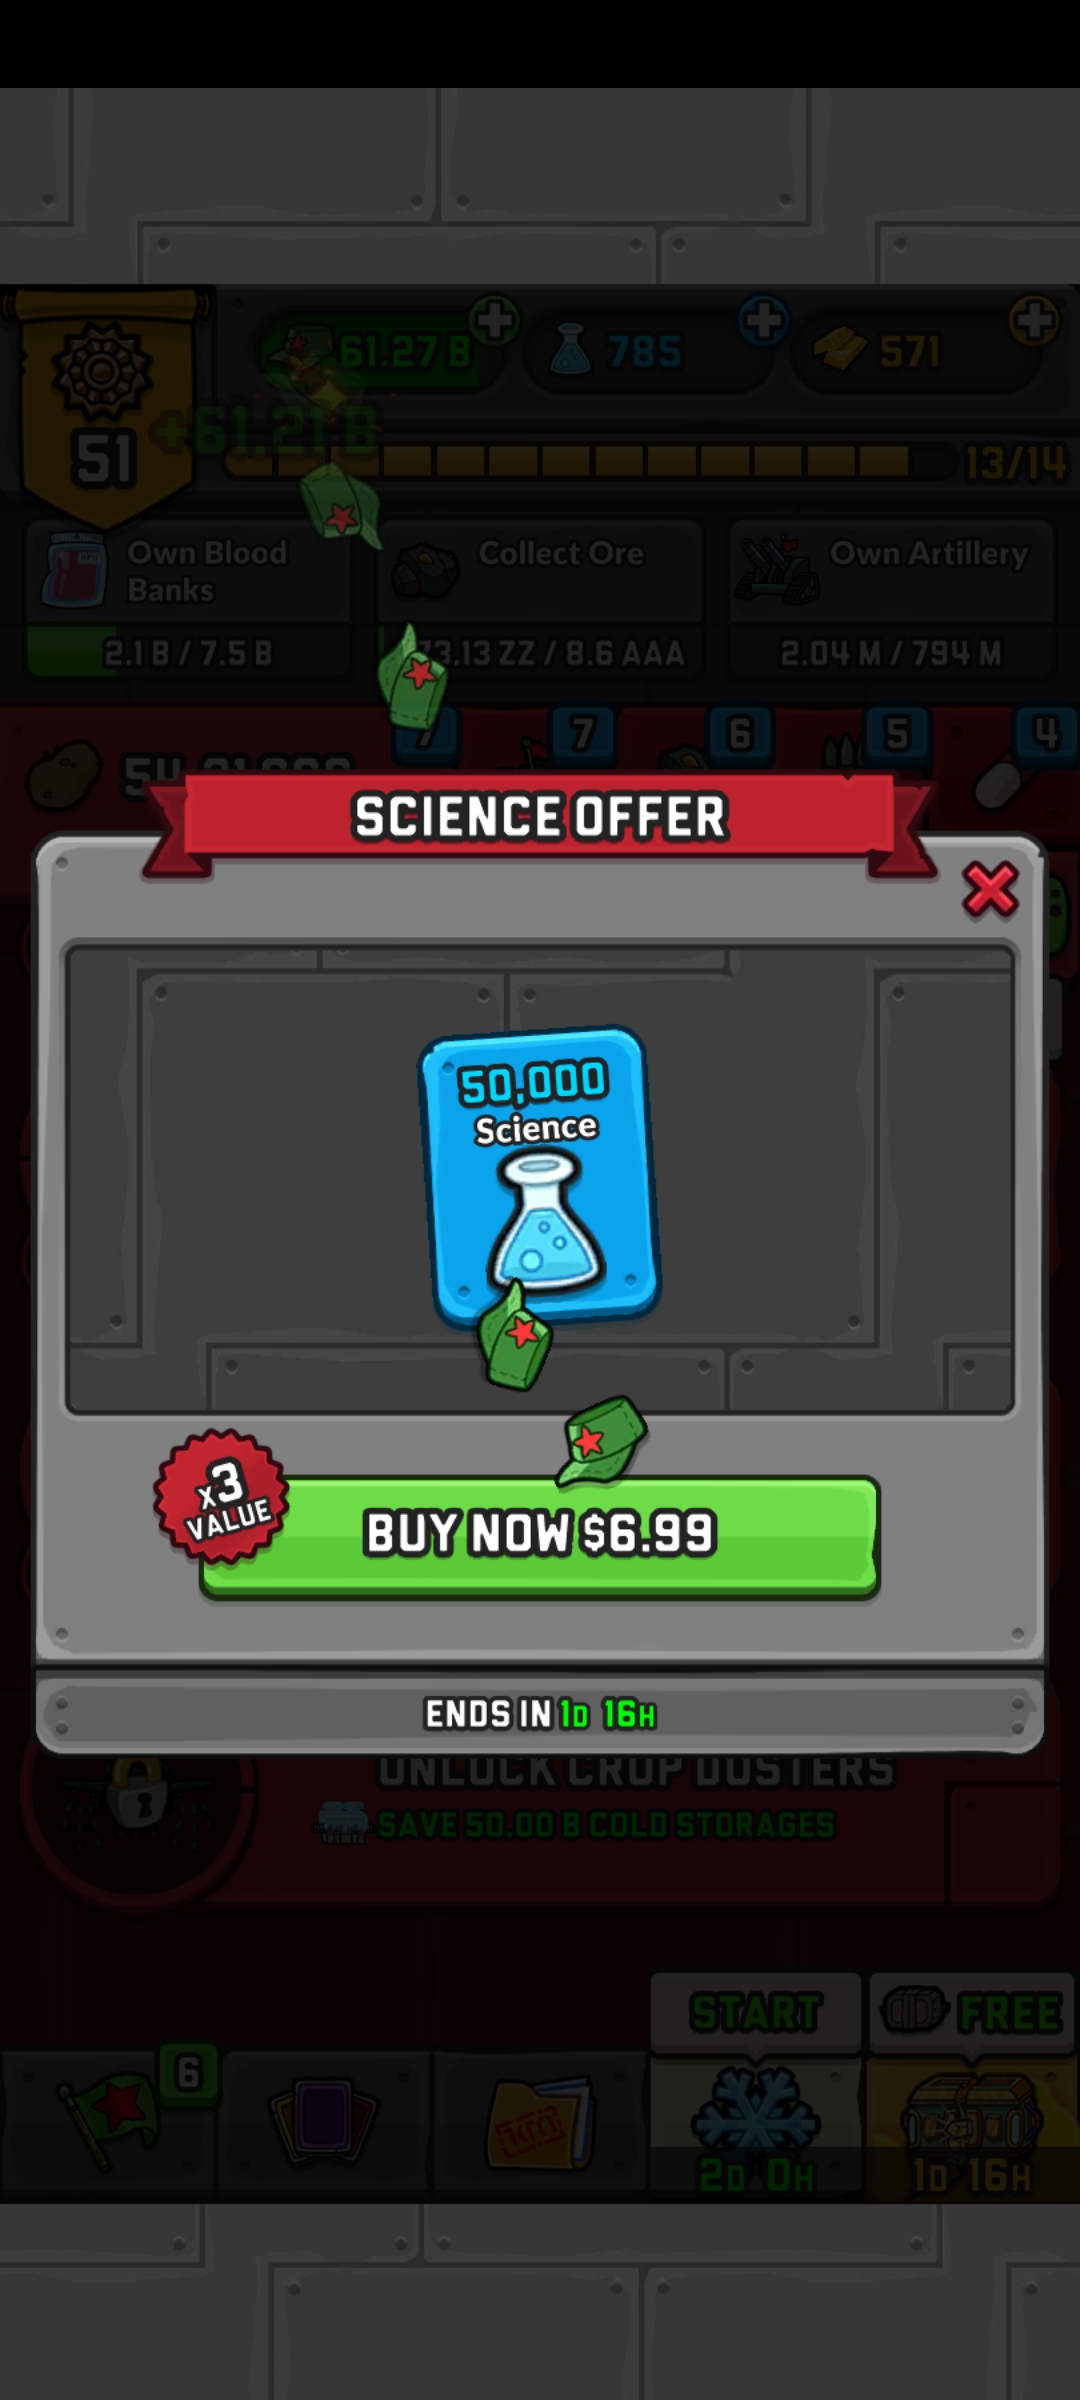 61.27 B
785
571
+61.21 B
51
13/14
Own Blood
Banks
Collect Ore
Own Artillery
2.1 B / 7.5 B
73.13 ZZ / 8.6 AAA
2.04 M / 794 M
7
7
6
5
4
SCIENCE OFFER
50,000
Science
x3
VALUE
BUY NOW $6.99
ENDS IN 1D 16H
UNLOCK CROP DUSTERS
SAVE 50.00 B COLD STORAGES
START
FREE
6
2D 0H
1D 16H